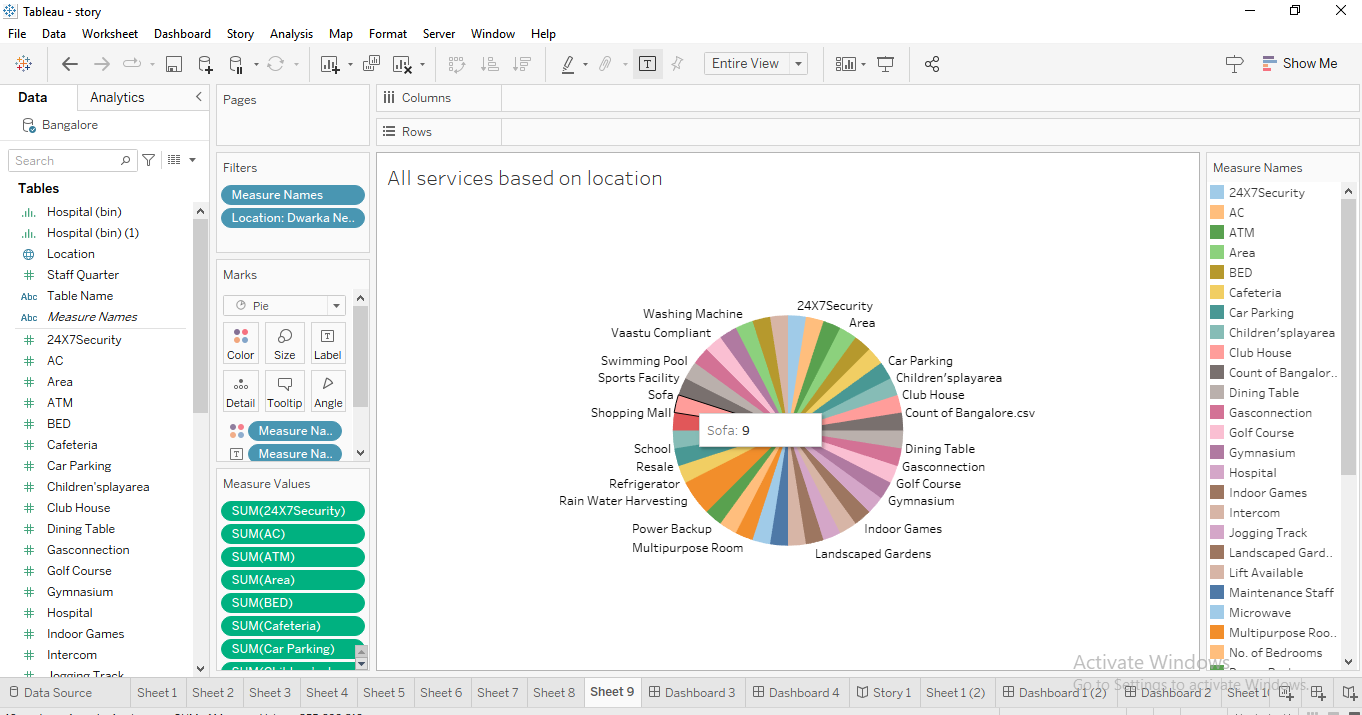 Tableau - story
File Data Worksheet Dashboard Story Analysis Map Format Server Window Help
Entire View
Show Me
Data Analytics
Bangalore
Search
Tables
Hospital (bin)
Hospital (bin) (1)
Location
Staff Quarter
Abc Table Name
Abc Measure Names
24X7Security
AC
Area
ATM
BED
Cafeteria
Car Parking
Children'splayarea
Club House
Dining Table
Gasconnection
Golf Course
Gymnasium
Hospital
Indoor Games
Intercom
Jogging Track
Pages
Filters
Measure Names
Location: Dwarka Ne..
Marks
Pie
Color Size Label
Detail Tooltip Angle
Measure Na..
Measure Na..
Measure Values
SUM(24X7Security)
SUM(AC)
SUM(ATM)
SUM(Area)
SUM(BED)
SUM(Cafeteria)
SUM(Car Parking)
Columns
Rows
All services based on location
24X7Security
Area
Car Parking
Children'splayarea
Club House
Count of Bangalore.csv
Dining Table
Gasconnection
Golf Course
Gymnasium
Indoor Games
Landscaped Gardens
Multipurpose Room
Power Backup
Rain Water Harvesting
Refrigerator
Resale
School
Shopping Mall
Sofa
Sports Facility
Swimming Pool
Vaastu Compliant
Washing Machine
Sofa: 9
Measure Names
24X7Security
AC
ATM
Area
BED
Cafeteria
Car Parking
Children'splayarea
Club House
Count of Bangalor..
Dining Table
Gasconnection
Golf Course
Gymnasium
Hospital
Indoor Games
Intercom
Jogging Track
Landscaped Gard..
Lift Available
Maintenance Staff
Microwave
Multipurpose Roo..
No. of Bedrooms
Activate Windows
Go to Settings to activate Windows.
Data Source Sheet 1 Sheet 2 Sheet 3 Sheet 4 Sheet 5 Sheet 6 Sheet 7 Sheet 8 Sheet 9 Dashboard 3 Dashboard 4 Story 1 Sheet 1 (2) Dashboard 1 (2) Dashboard 2 Sheet 1